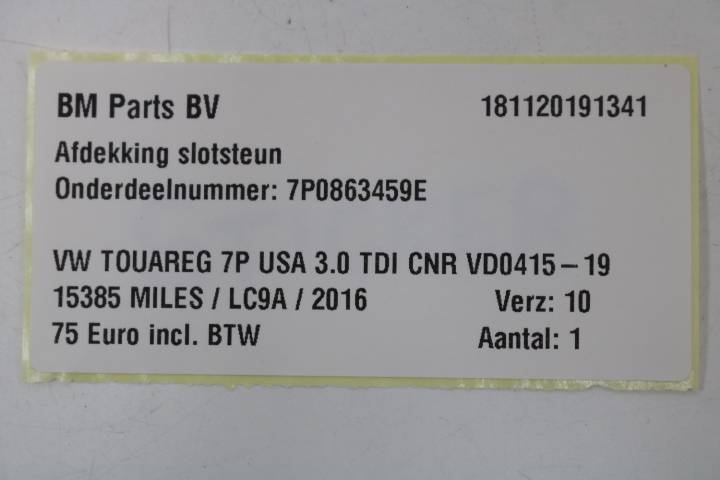 BM Parts BV 181120191341
Afdekking slotsteun
Onderdeelnummer: 7P0863459E
VW TOUAREG 7P USA 3.0 TDI CNR VD0415-19
15385 MILES / LC9A / 2016 Verz: 10
75 Euro incl. BTW Aantal: 1